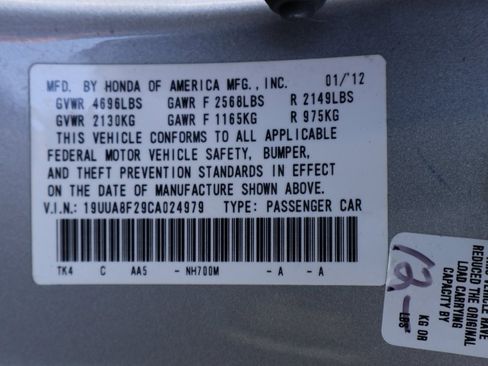 MFD. BY HONDA OF AMERICA MFG., INC. 01/'12
GVWR 4696LBS GAWR F 2568LBS R 2149LBS
GVWR 2130KG GAWR F 1165KG R 975KG
THIS VEHICLE CONFORMS TO ALL APPLICABLE
FEDERAL MOTOR VEHICLE SAFETY, BUMPER,
AND THEFT PREVENTION STANDARDS IN EFFECT
ON THE DATE OF MANUFACTURE SHOWN ABOVE.
V.I.N.: 19UUA8F29CA024979 TYPE: PASSENGER CAR
TK4 C AA5 - NH700M - A - A
VEHICLE HAVE
REDUCED THE ORIGINAL
LOAD CARRYING
CAPACITY BY
12-
KG OR
LBS